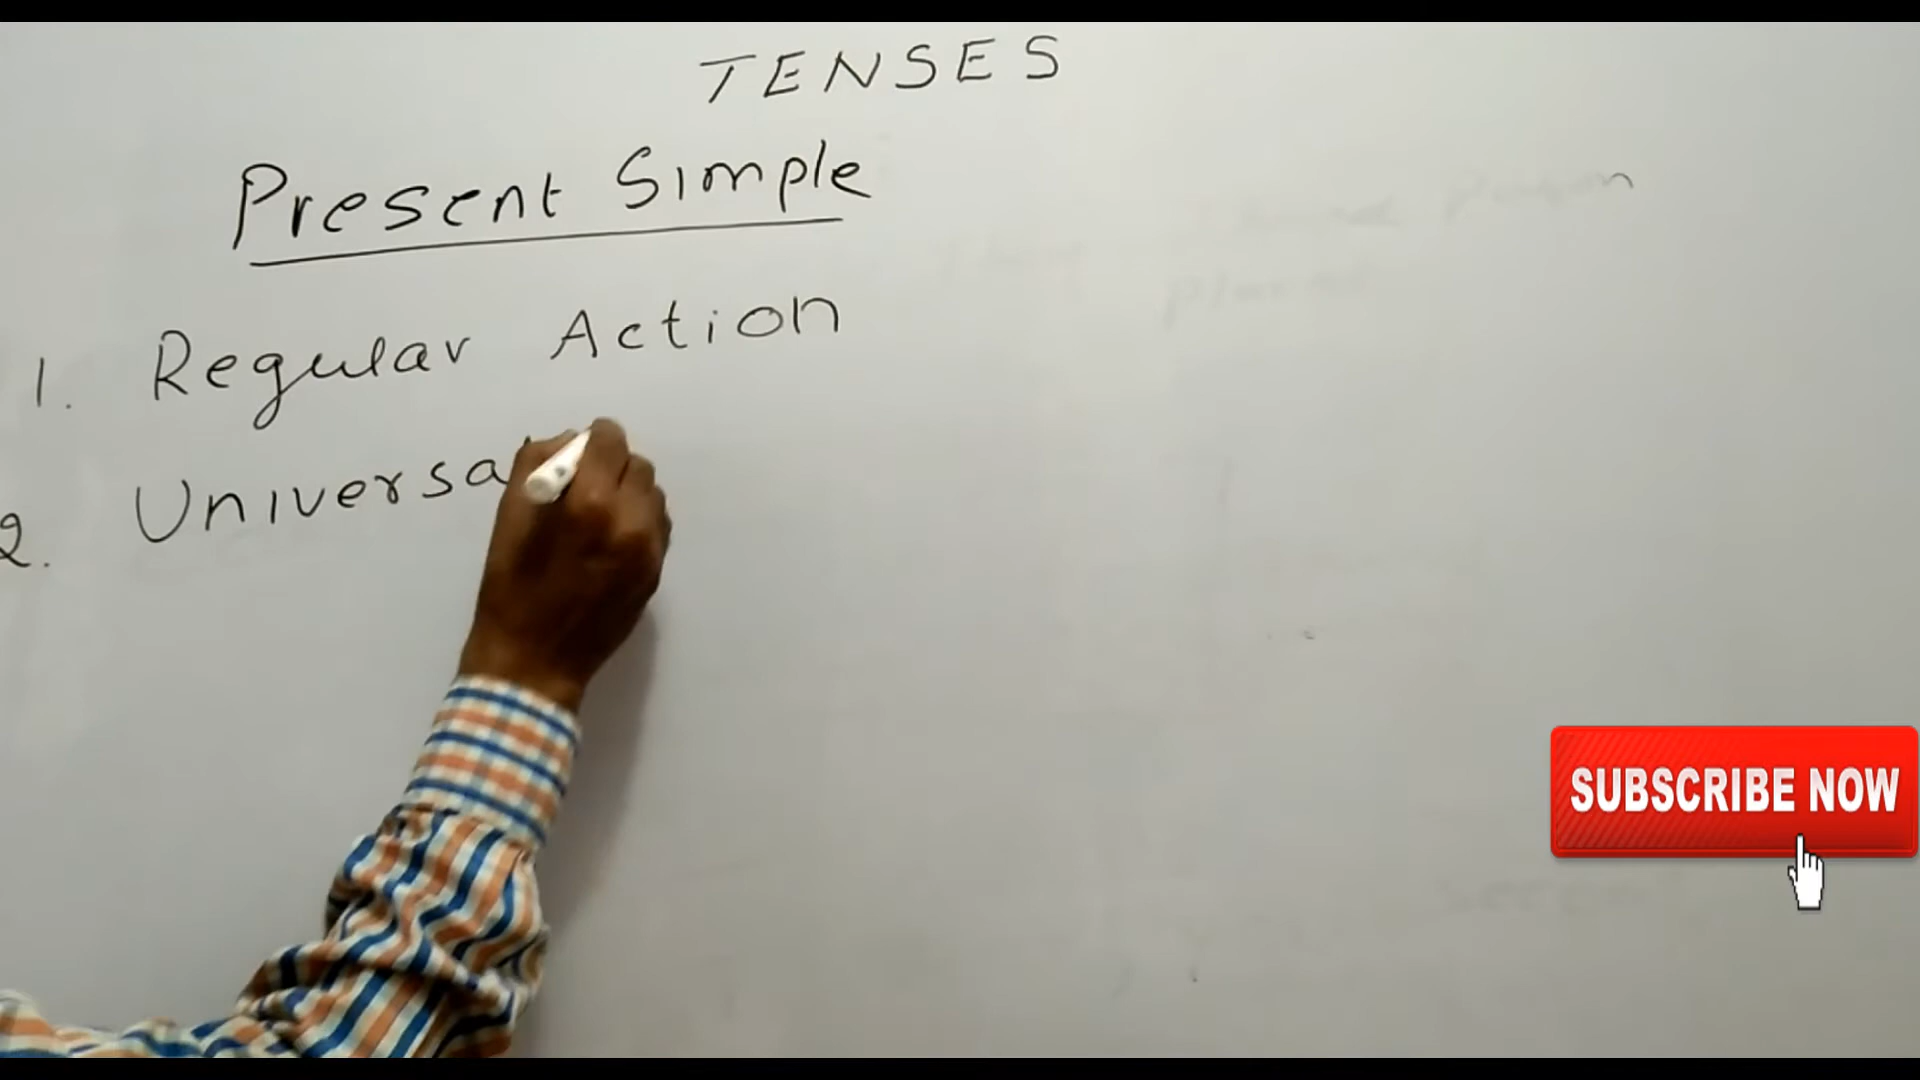 TENSES
Present Simple
1. Regular Action
2. Universa
SUBSCRIBE NOW